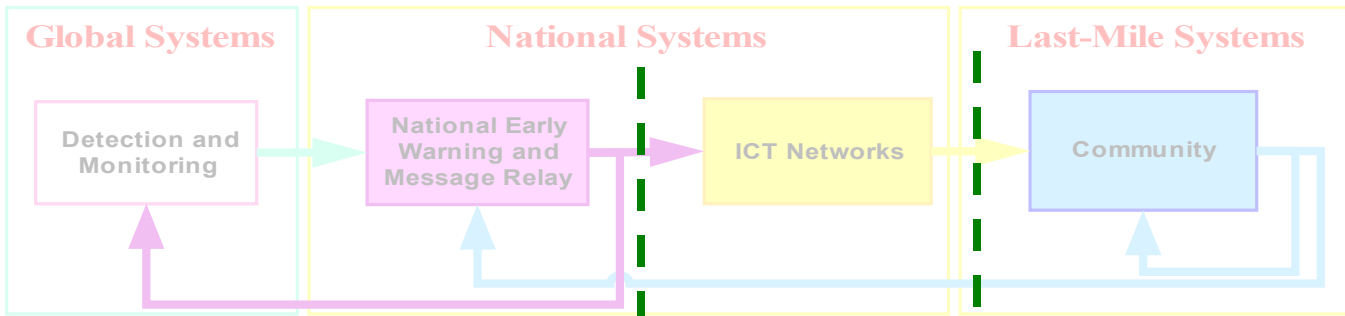 Global Systems
National Systems
Last-Mile Systems
Detection and
Monitoring
National Early
Warning and
Message Relay
ICT Networks
Community